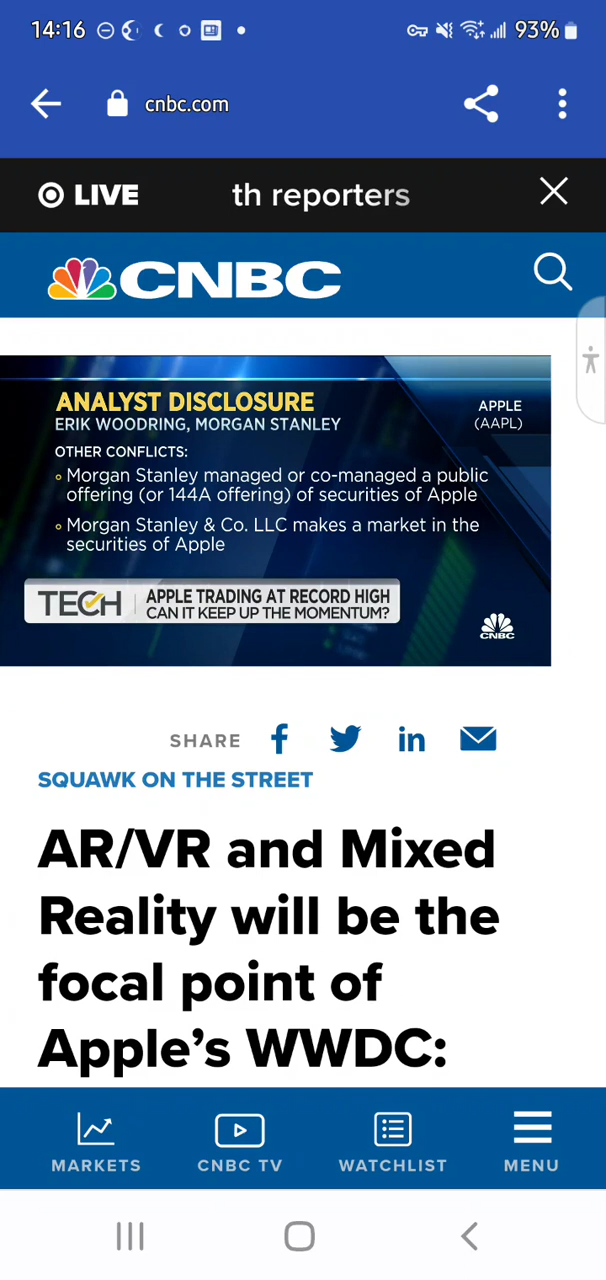 14:16
93%
cnbc.com
LIVE
th reporters
CNBC
ANALYST DISCLOSURE
ERIK WOODRING, MORGAN STANLEY
APPLE
(AAPL)
OTHER CONFLICTS:
Morgan Stanley managed or co-managed a public
offering (or 144A offering) of securities of Apple
Morgan Stanley & Co. LLC makes a market in the
securities of Apple
TECH
APPLE TRADING AT RECORD HIGH
CAN IT KEEP UP THE MOMENTUM?
CNBC
SHARE
SQUAWK ON THE STREET
AR/VR and Mixed
Reality will be the
focal point of
Apple’s WWDC:
MARKETS
CNBC TV
WATCHLIST
MENU